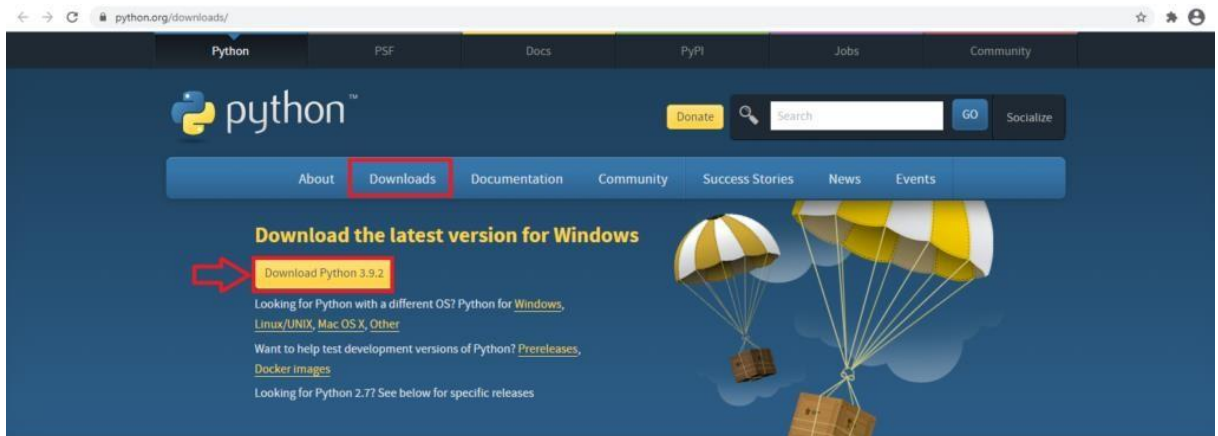 python.org/downloads/
Python PSF Docs PyPI Jobs Community
python™
Donate Search GO Socialize
About Downloads Documentation Community Success Stories News Events
Download the latest version for Windows
Download Python 3.9.2
Looking for Python with a different OS? Python for Windows,
Linux/UNIX, Mac OS X, Other
Want to help test development versions of Python? Prereleases,
Docker images
Looking for Python 2.7? See below for specific releases